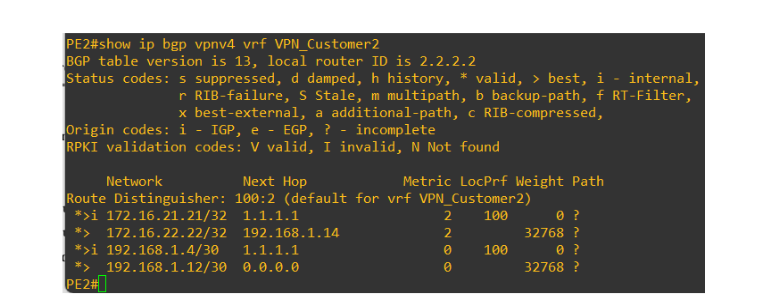 PE2#show ip bgp vpnv4 vrf VPN_Customer2
BGP table version is 13, local router ID is 2.2.2.2
Status codes: s suppressed, d damped, h history, * valid, > best, i - internal,
              r RIB-failure, S Stale, m multipath, b backup-path, f RT-Filter,
              x best-external, a additional-path, c RIB-compressed,
Origin codes: i - IGP, e - EGP, ? - incomplete
RPKI validation codes: V valid, I invalid, N Not found

     Network          Next Hop            Metric LocPrf Weight Path
Route Distinguisher: 100:2 (default for vrf VPN_Customer2)
 *>i 172.16.21.21/32  1.1.1.1                  2    100      0 ?
 *>  172.16.22.22/32  192.168.1.14             2         32768 ?
 *>i 192.168.1.4/30   1.1.1.1                  0    100      0 ?
 *>  192.168.1.12/30  0.0.0.0                  0         32768 ?
PE2#